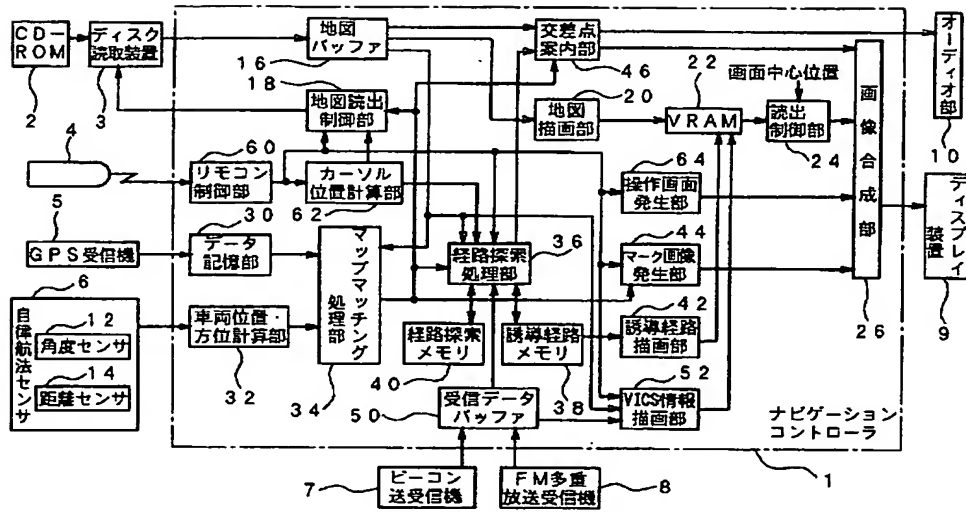 CD-
ROM
2
ディスク
読取装置
3
地図
バッファ
16
18
地図読出
制御部
交差点
案内部
46
20
地図
描画部
22
VRAM
画面中心位置
読出
制御部
24
画像合成部
26
オーディオ部
10
ディスプレイ
装置
9
4
60
リモコン
制御部
カーソル
位置計算部
62
64
操作画面
発生部
5
GPS受信機
30
データ
記憶部
マップマッチング
処理部
34
経路探索
処理部
36
44
マーク画像
発生部
6
自律航法センサ
12
角度センサ
14
距離センサ
車両位置・
方位計算部
32
経路探索
メモリ
40
誘導経路
メモリ
38
42
誘導経路
描画部
50
受信データ
バッファ
52
VICS情報
描画部
ナビゲーション
コントローラ
1
7
ビーコン
送受信機
FM多重
放送受信機
8